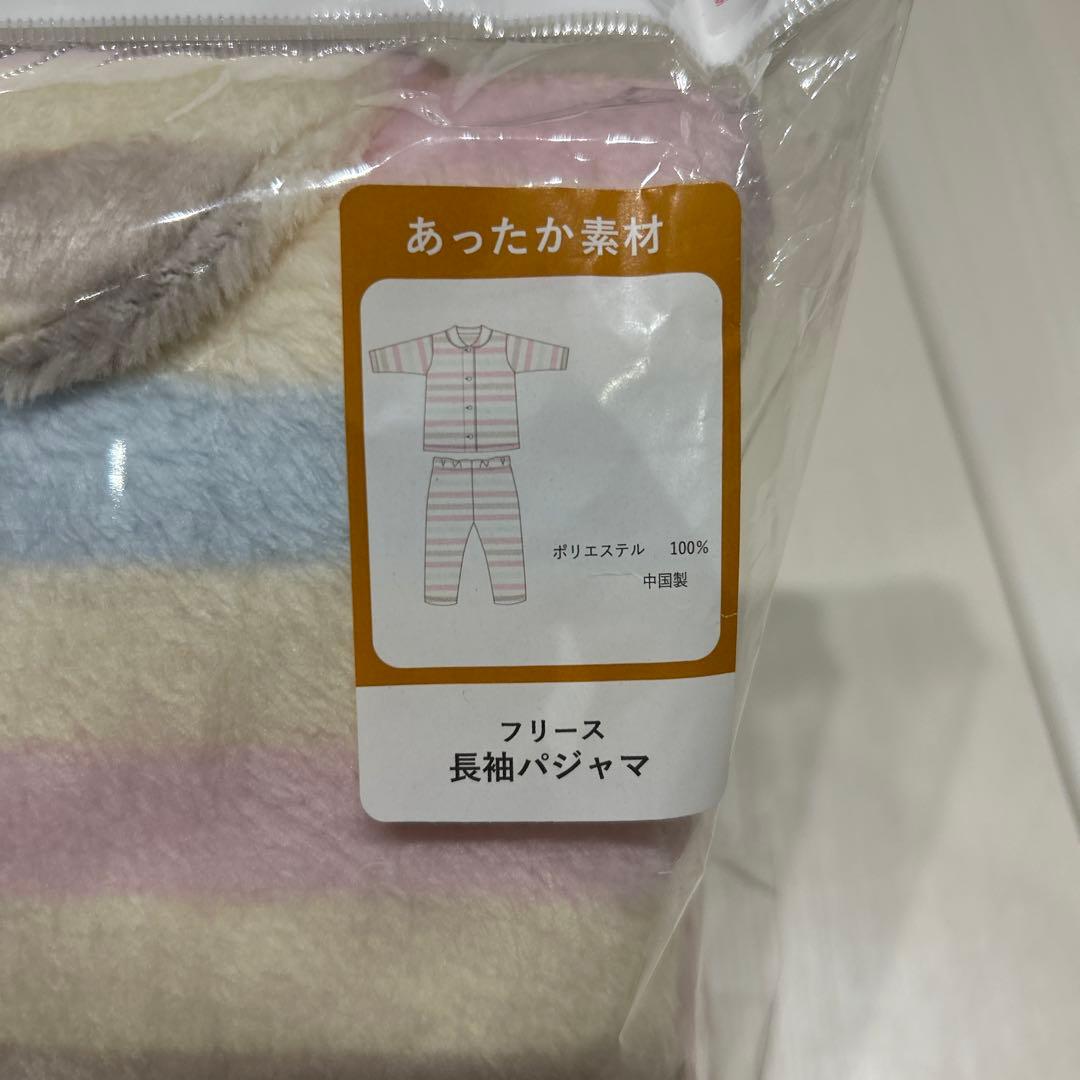 あったか素材
ポリエステル 100%
中国製
フリース
長袖パジャマ